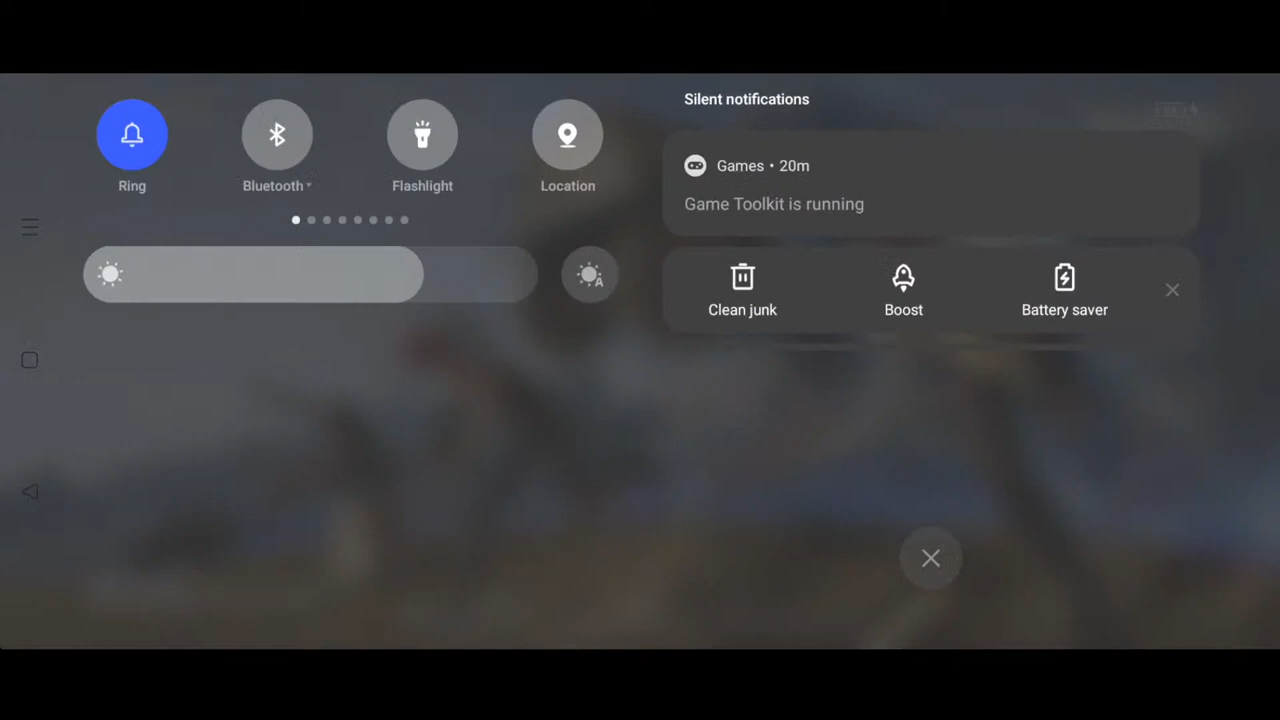 Ring
Bluetooth
Flashlight
Location
A
Silent notifications
Games • 20m
Game Toolkit is running
Clean junk
Boost
Battery saver